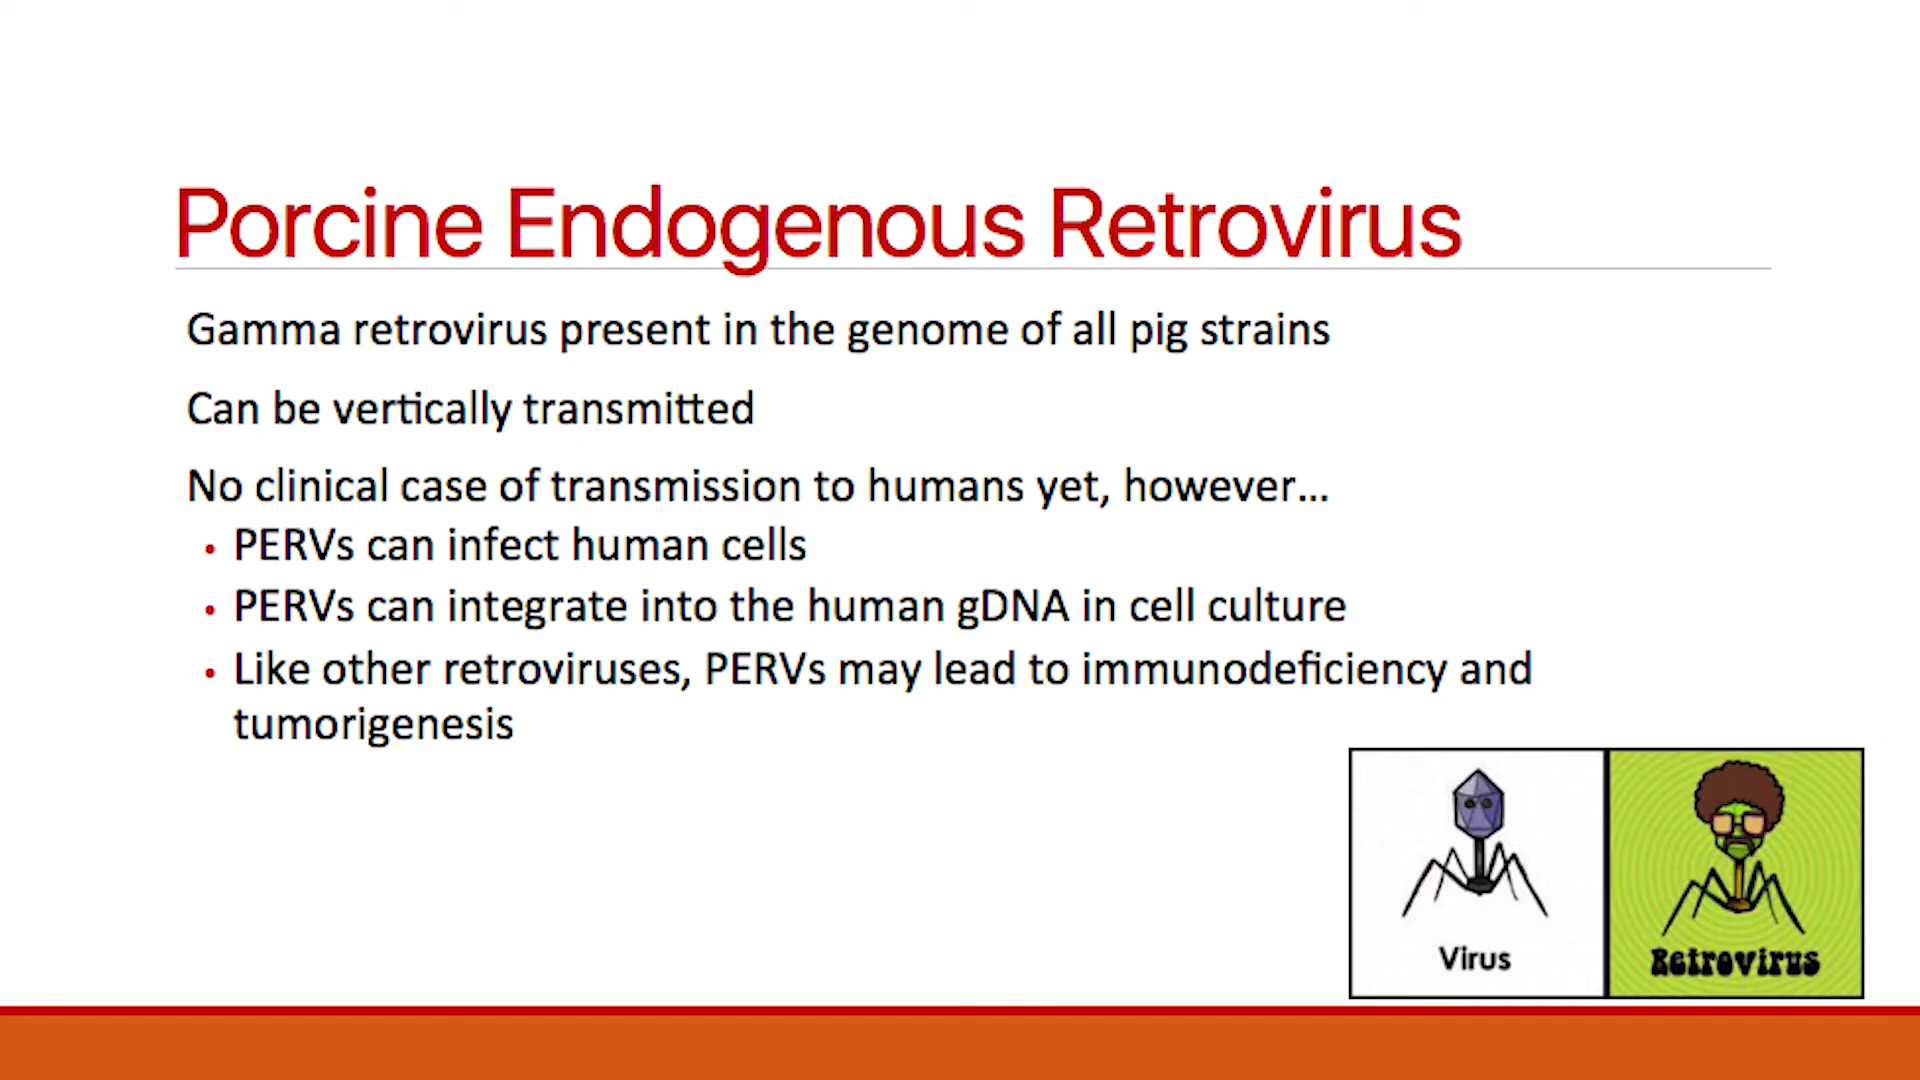 Porcine Endogenous Retrovirus
Gamma retrovirus present in the genome of all pig strains
Can be vertically transmitted
No clinical case of transmission to humans yet, however...
• PERVs can infect human cells
• PERVs can integrate into the human gDNA in cell culture
• Like other retroviruses, PERVs may lead to immunodeficiency and
tumorigenesis
Virus
Retrovirus